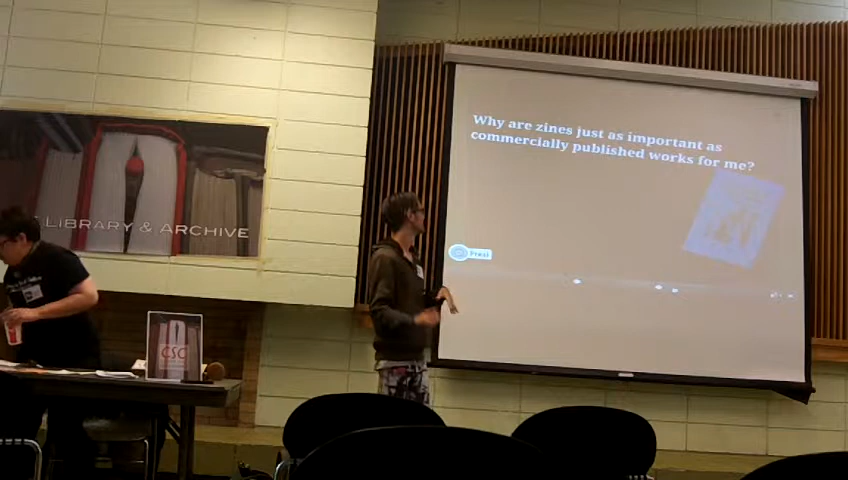 Why are zines just as important as
commercially published works for me?
LIBRARY & ARCHIVE
Prezi
CSC